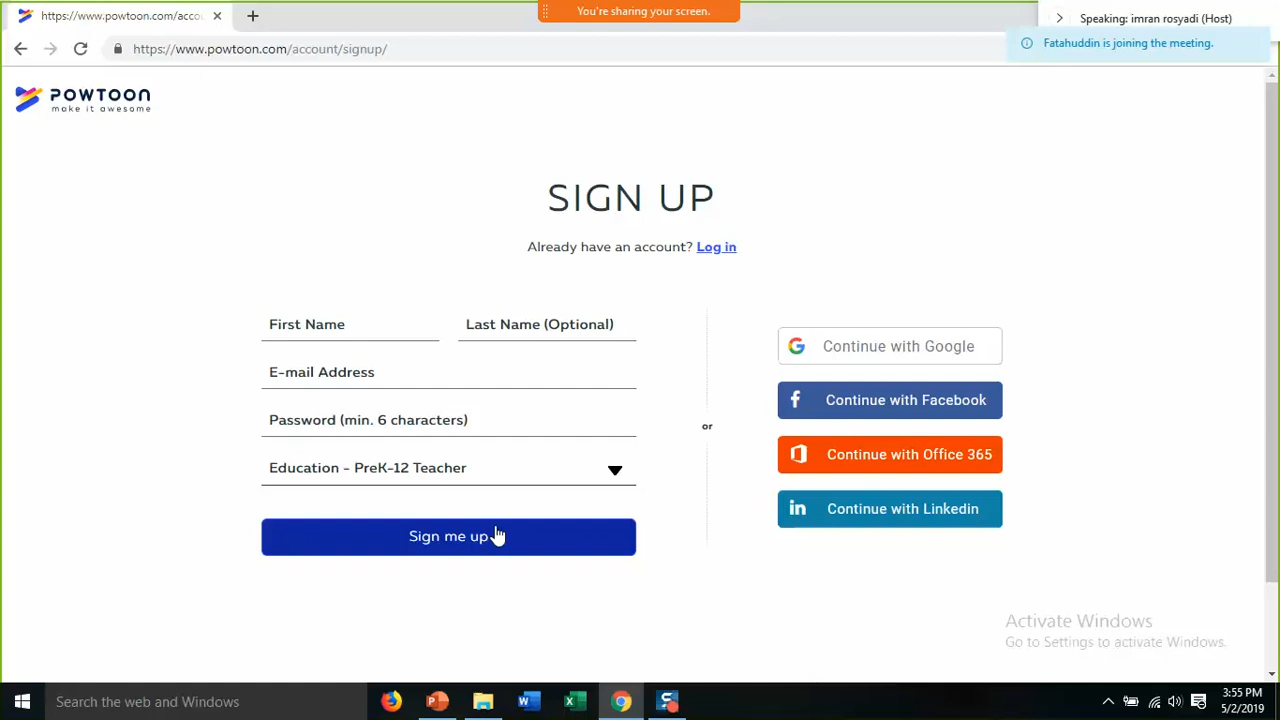 https://www.powtoon.com/acco
You're sharing your screen.
Speaking: imran rosyadi (Host)
https://www.powtoon.com/account/signup/
Fatahuddin is joining the meeting.
POWTOON
make it awesome
SIGN UP
Already have an account? Log in
First Name
Last Name (Optional)
E-mail Address
Password (min. 6 characters)
Education - PreK-12 Teacher
Sign me up
or
Continue with Google
Continue with Facebook
Continue with Office 365
Continue with Linkedin
Activate Windows
Go to Settings to activate Windows.
Search the web and Windows
3:55 PM
5/2/2019